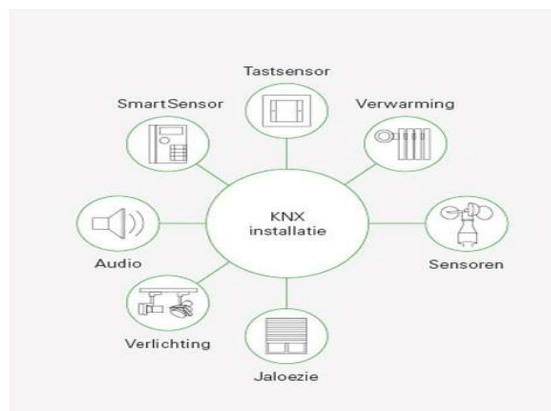 Tastsensor
SmartSensor
Verwarming
KNX
installatie
Audio
Sensoren
Verlichting
Jaloezie